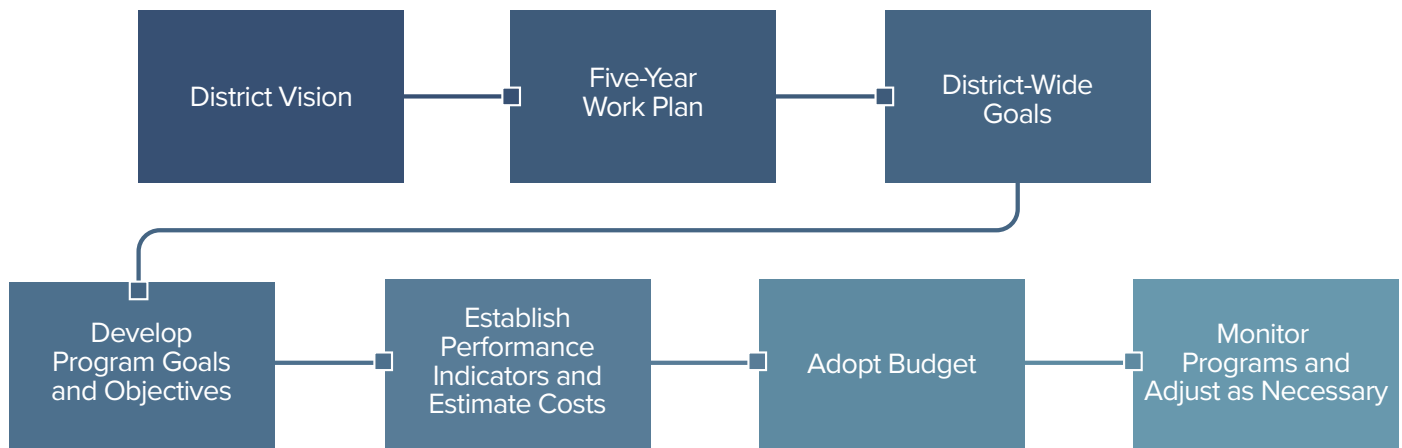 District Vision
Five-Year
Work Plan
District-Wide
Goals
Develop
Program Goals
and Objectives
Establish
Performance
Indicators and
Estimate Costs
Adopt Budget
Monitor
Programs and
Adjust as Necessary